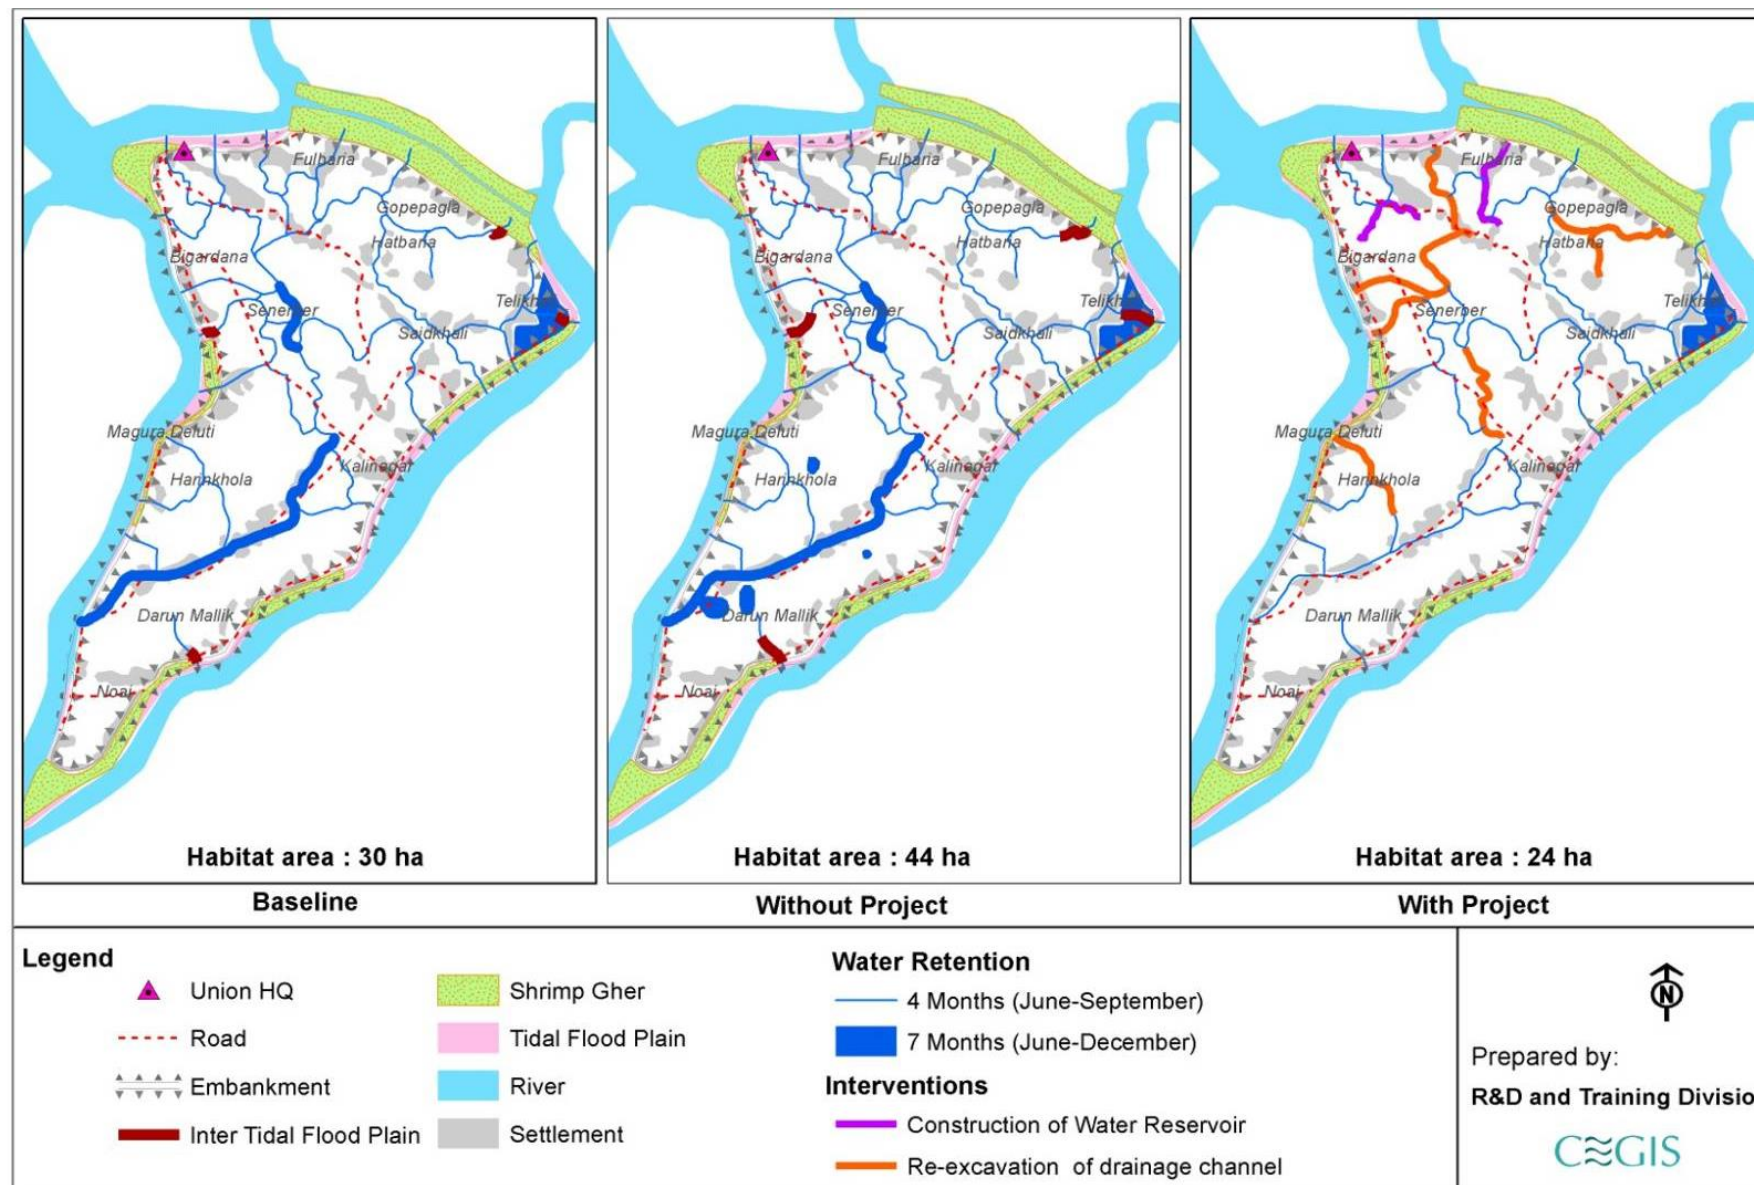 Fulbaria
Gopepagla
Hatbana
Bigardana
Senerber
Telikhali
Saidkhali
Magura Deluti
Kalinagar
Harinkhola
Darun Mallik
Noai
Habitat area : 30 ha
Baseline
Fulbaria
Gopepagla
Hatbana
Bigardana
Senerber
Saidkhali
Magura Deluti
Kalinagar
Harinkhola
Darun Mallik
Noai
Habitat area : 44 ha
Without Project
Fulbaria
Gopepagla
Hatbana
Bigardana
Senerber
Saidkhali
Magura Deluti
Kalinagar
Harinkhola
Darun Mallik
Noai
Habitat area : 24 ha
With Project
Legend
Union HQ
Road
Embankment
Inter Tidal Flood Plain
Shrimp Gher
Tidal Flood Plain
River
Settlement
Water Retention
4 Months (June-September)
7 Months (June-December)
Interventions
Construction of Water Reservoir
Re-excavation of drainage channel
N
Prepared by:
R&D and Training Divisio
CEGIS